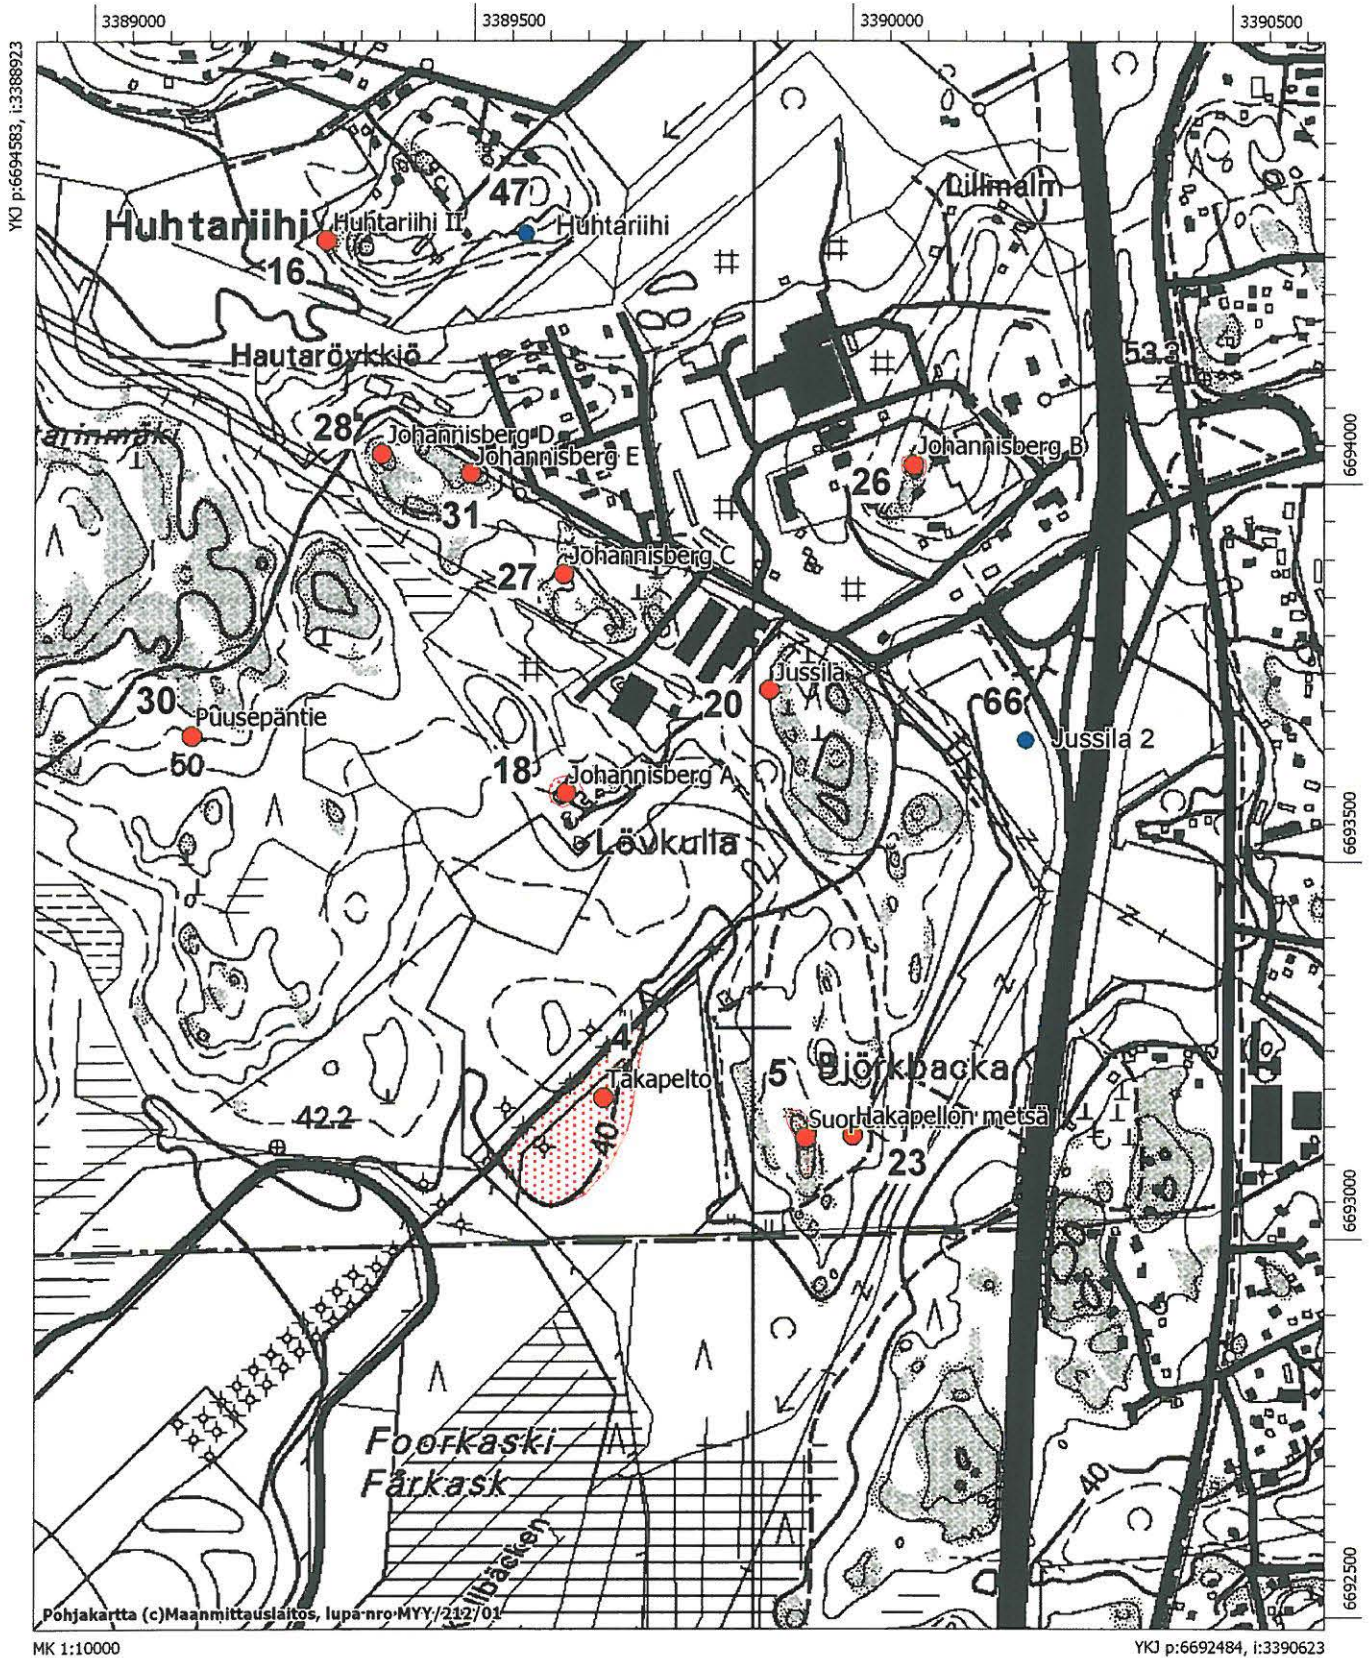 3389000
3389500
3390000
3390500
YKJ p:6694583, i:3388923
Lillmalm
47
Huhtariihi
Huhtariihi II
Huhtariihi
16
53.3
Hautaröykkiö
28
Johannisberg D
Johannisberg E
Johannisberg B
tarinmäki
26
31
6694000
Johannisberg C
27
Jussila
20
66
30
Puusepäntie
Jussila 2
50
18
Johannisberg A
Lövkulla
6693500
4
5
Björkbacka
Takapelto
42.2
40
Hakapellon metsä
23
6693000
Foorkaski
Fårkask
40
6692500
Pohjakartta (c)Maanmittauslaitos, lupa nro MYY/212/01
MK 1:10000
YKJ p:6692484, i:3390623